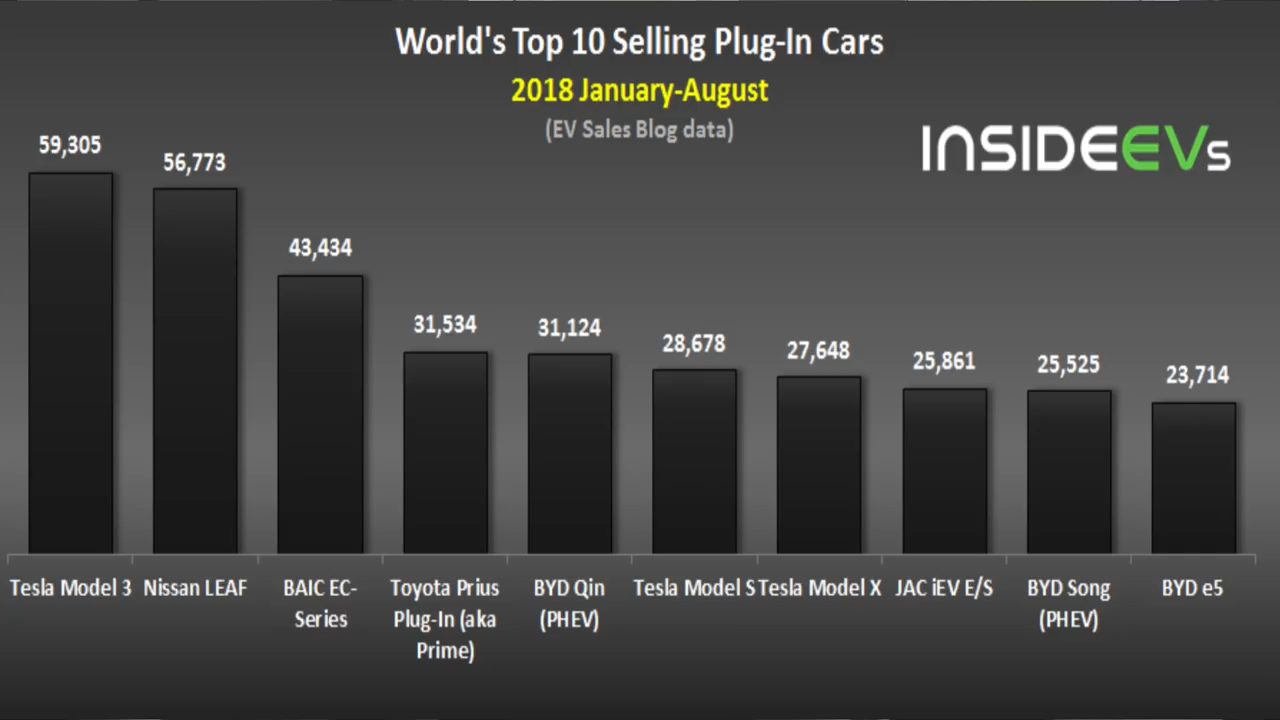 World's Top 10 Selling Plug-In Cars
2018 January-August
(EV Sales Blog data)
INSIDEEVs
59,305
56,773
43,434
31,534
31,124
28,678
27,648
25,861
25,525
23,714
Tesla Model 3
Nissan LEAF
BAIC EC-
Series
Toyota Prius
Plug-In (aka
Prime)
BYD Qin
(PHEV)
Tesla Model S
Tesla Model X
JAC iEV E/S
BYD Song
(PHEV)
BYD e5